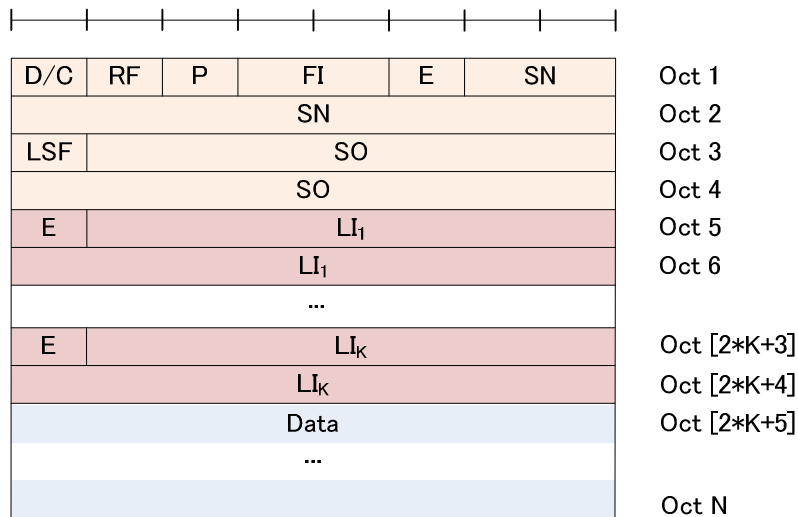 D/C RF P FI E SN Oct 1
SN Oct 2
LSF SO Oct 3
SO Oct 4
E LI₁ Oct 5
LI₁ Oct 6
...
E LIₖ Oct [2*K+3]
LIₖ Oct [2*K+4]
Data Oct [2*K+5]
...
Oct N